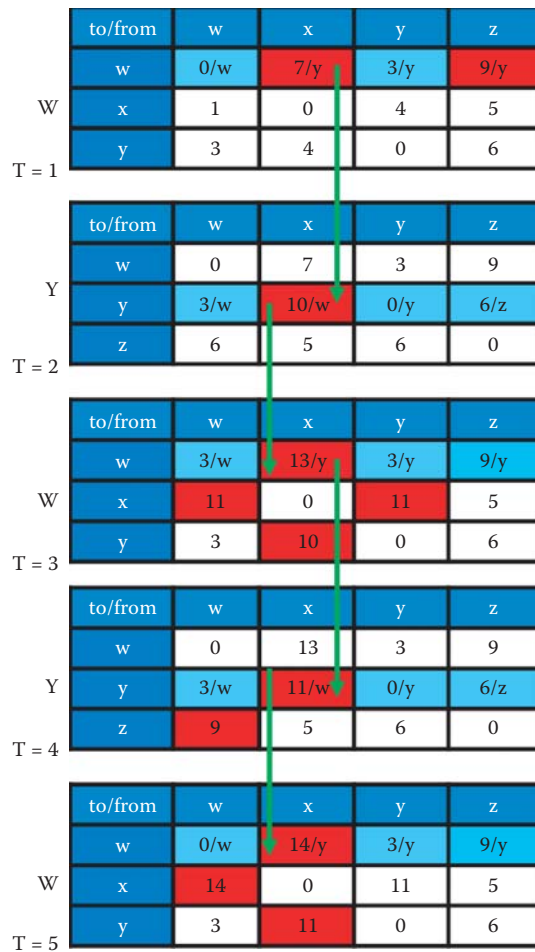 to/from w x y z
w 0/w 7/y 3/y 9/y
W x 1 0 4 5
y 3 4 0 6
T = 1
to/from w x y z
w 0 7 3 9
Y y 3/w 10/w 0/y 6/z
z 6 5 6 0
T = 2
to/from w x y z
w 3/w 13/y 3/y 9/y
W x 11 0 11 5
y 3 10 0 6
T = 3
to/from w x y z
w 0 13 3 9
Y y 3/w 11/w 0/y 6/z
z 9 5 6 0
T = 4
to/from w x y z
w 0/w 14/y 3/y 9/y
W x 14 0 11 5
y 3 11 0 6
T = 5